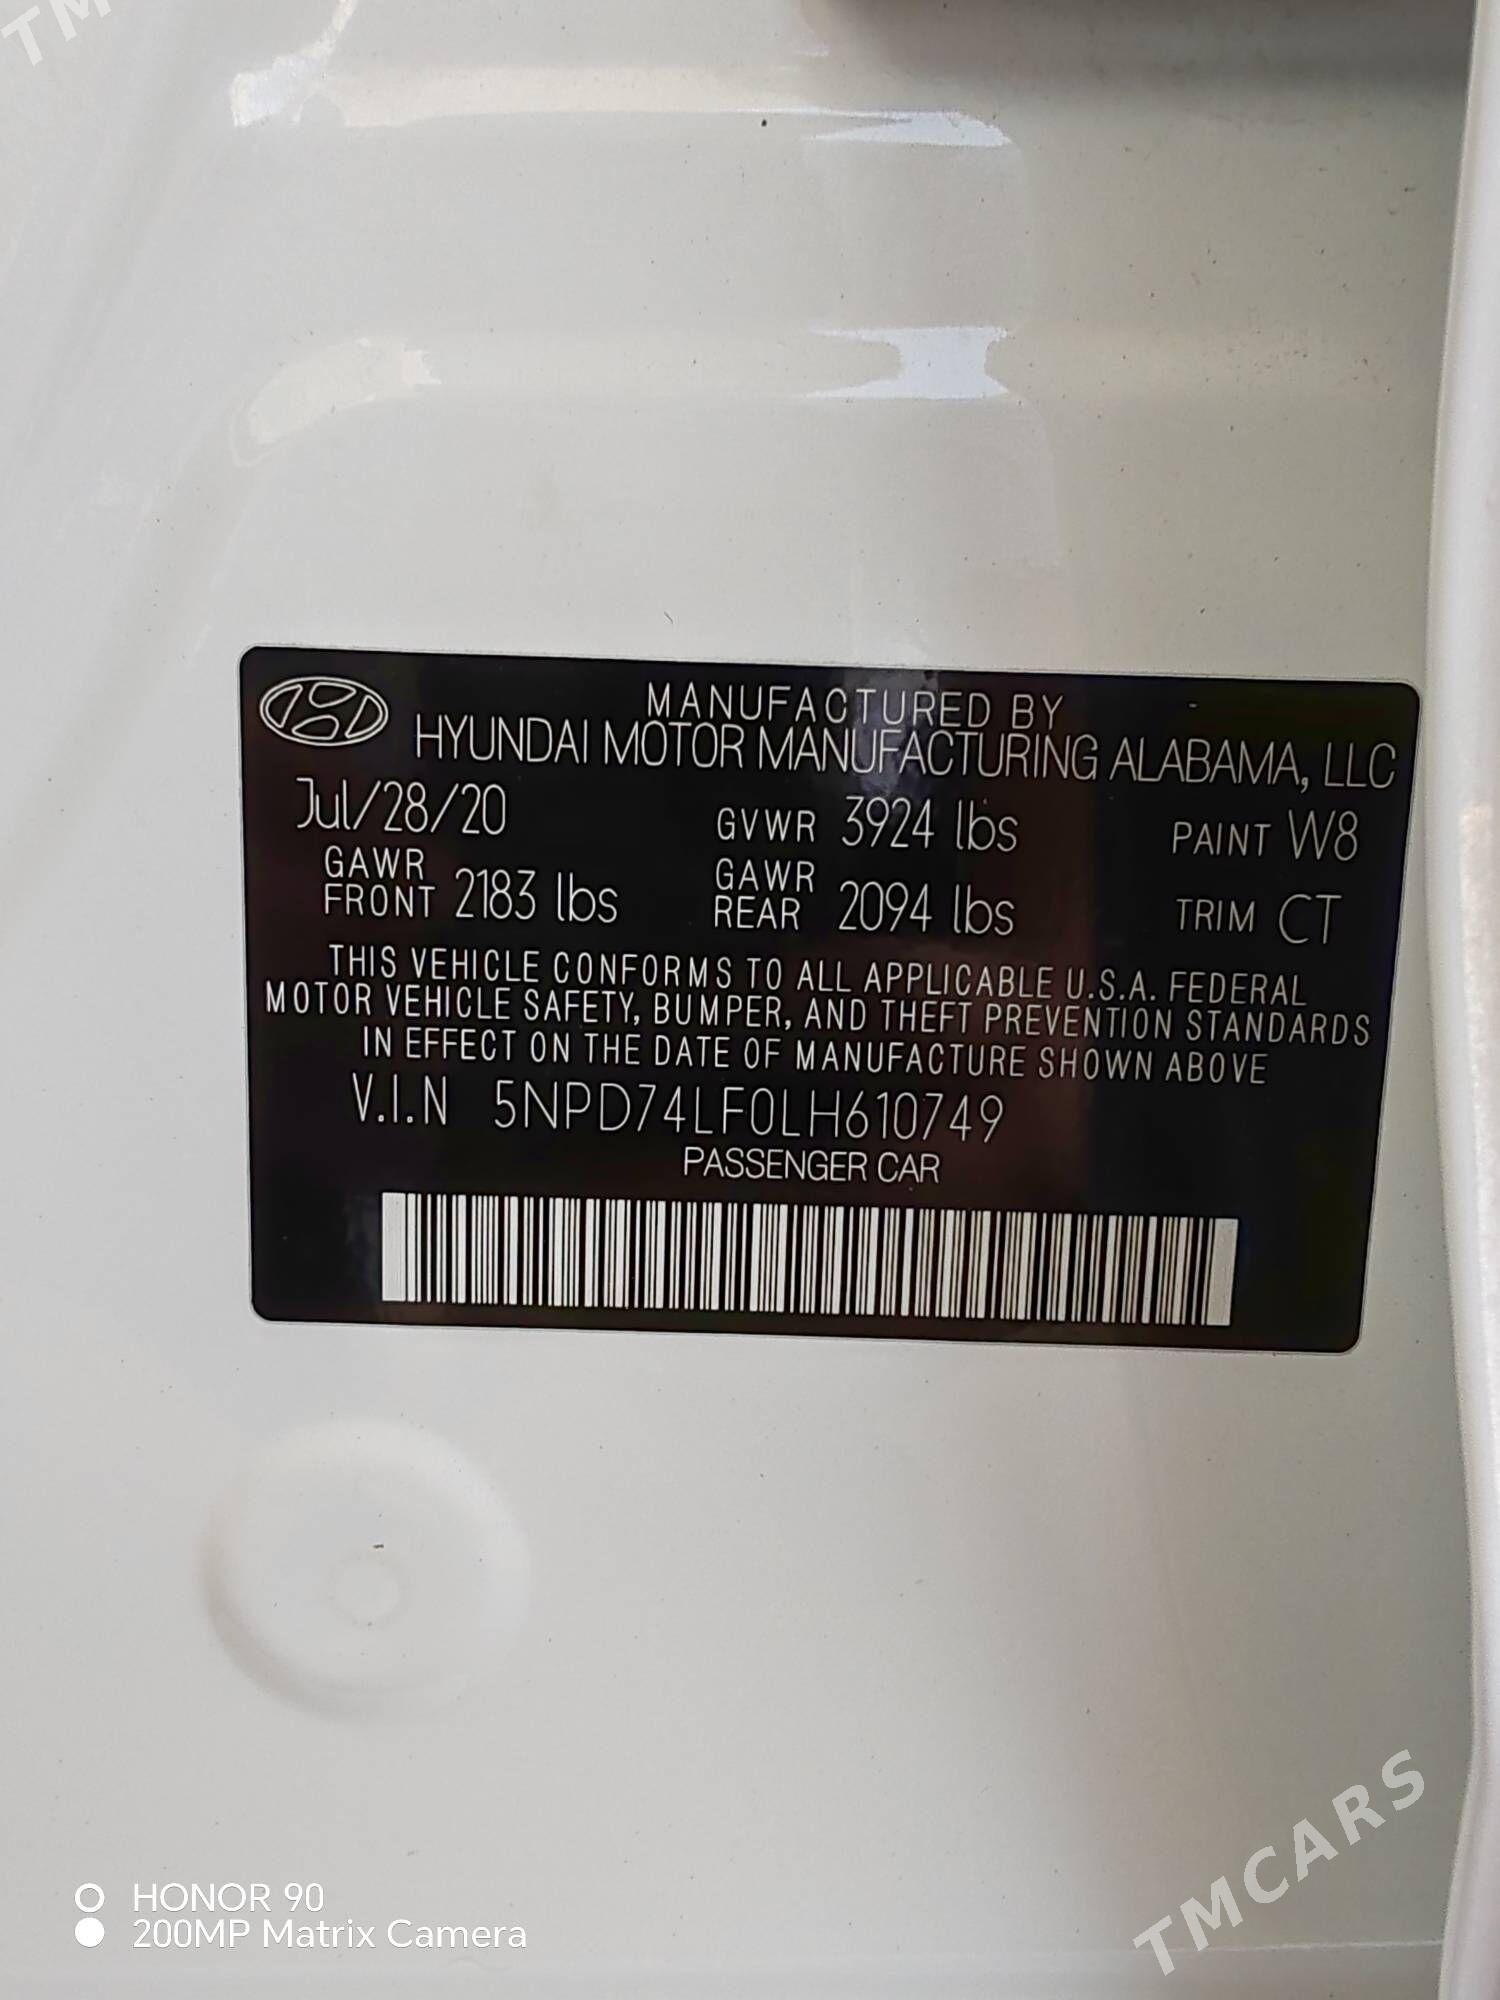 TM
MANUFACTURED BY
HYUNDAI MOTOR MANUFACTURING ALABAMA, LLC
Jul/28/20 GVWR 3924 lbs PAINT W8
GAWR FRONT 2183 lbs GAWR REAR 2094 lbs TRIM CT
THIS VEHICLE CONFORMS TO ALL APPLICABLE U.S.A. FEDERAL
MOTOR VEHICLE SAFETY, BUMPER, AND THEFT PREVENTION STANDARDS
IN EFFECT ON THE DATE OF MANUFACTURE SHOWN ABOVE
V.I.N 5NPD74LF0LH610749
PASSENGER CAR
TMCARS
HONOR 90
200MP Matrix Camera